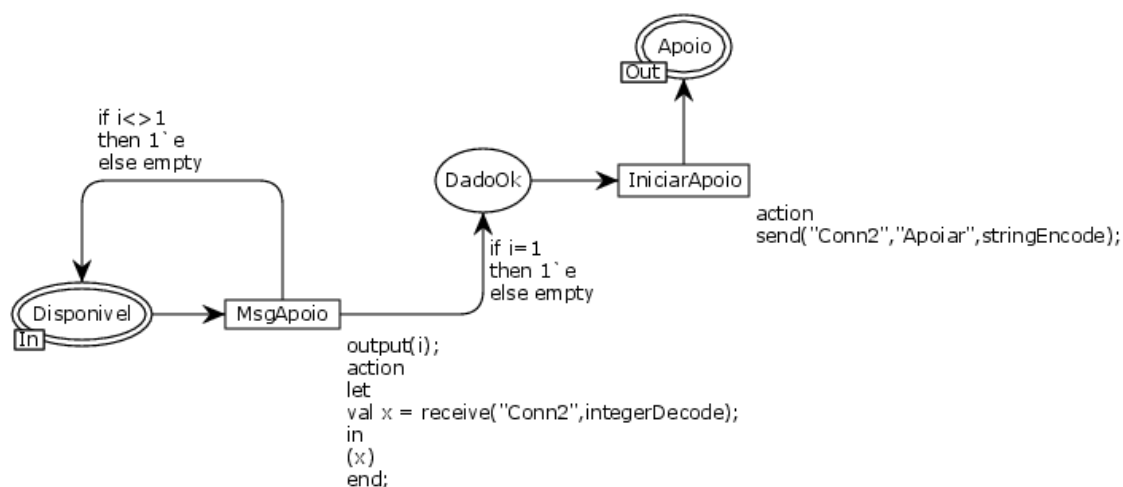 Apoio
Out
if i<>1
then 1`e
else empty
DadoOk
IniciarApoio
action
send("Conn2","Apoiar",stringEncode);
if i=1
then 1`e
else empty
Disponivel
In
MsgApoio
output(i);
action
let
val x = receive("Conn2",integerDecode);
in
(x)
end;